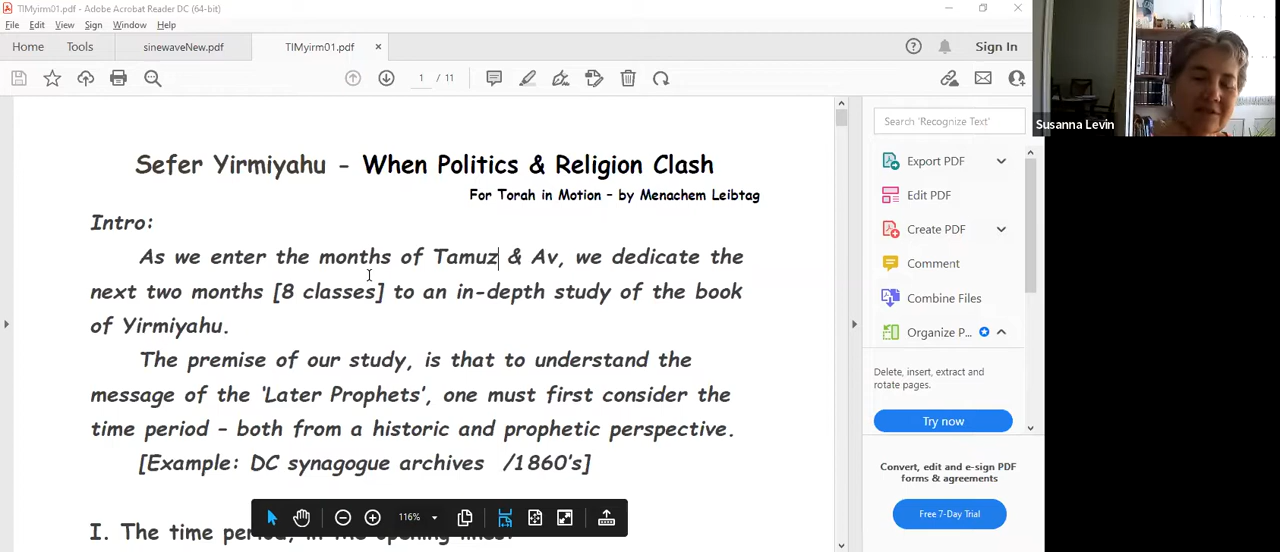 TIMyirm01.pdf - Adobe Acrobat Reader DC (64-bit)
File Edit View Sign Window Help
Home Tools sinewaveNew.pdf TIMyirm01.pdf × Sign In
1 / 11
Susanna Levin
Sefer Yirmiyahu - When Politics & Religion Clash
For Torah in Motion - by Menachem Leibtag
Intro:
As we enter the months of Tamuz & Av, we dedicate the
next two months [8 classes] to an in-depth study of the book
of Yirmiyahu.
The premise of our study, is that to understand the
message of the 'Later Prophets', one must first consider the
time period - both from a historic and prophetic perspective.
[Example: DC synagogue archives /1860's]
I. The time period, in the opening lines:
116%
Search 'Recognize Text'
Export PDF
Edit PDF
Create PDF
Comment
Combine Files
Organize P...
Delete, insert, extract and
rotate pages.
Try now
Convert, edit and e-sign PDF
forms & agreements
Free 7-Day Trial